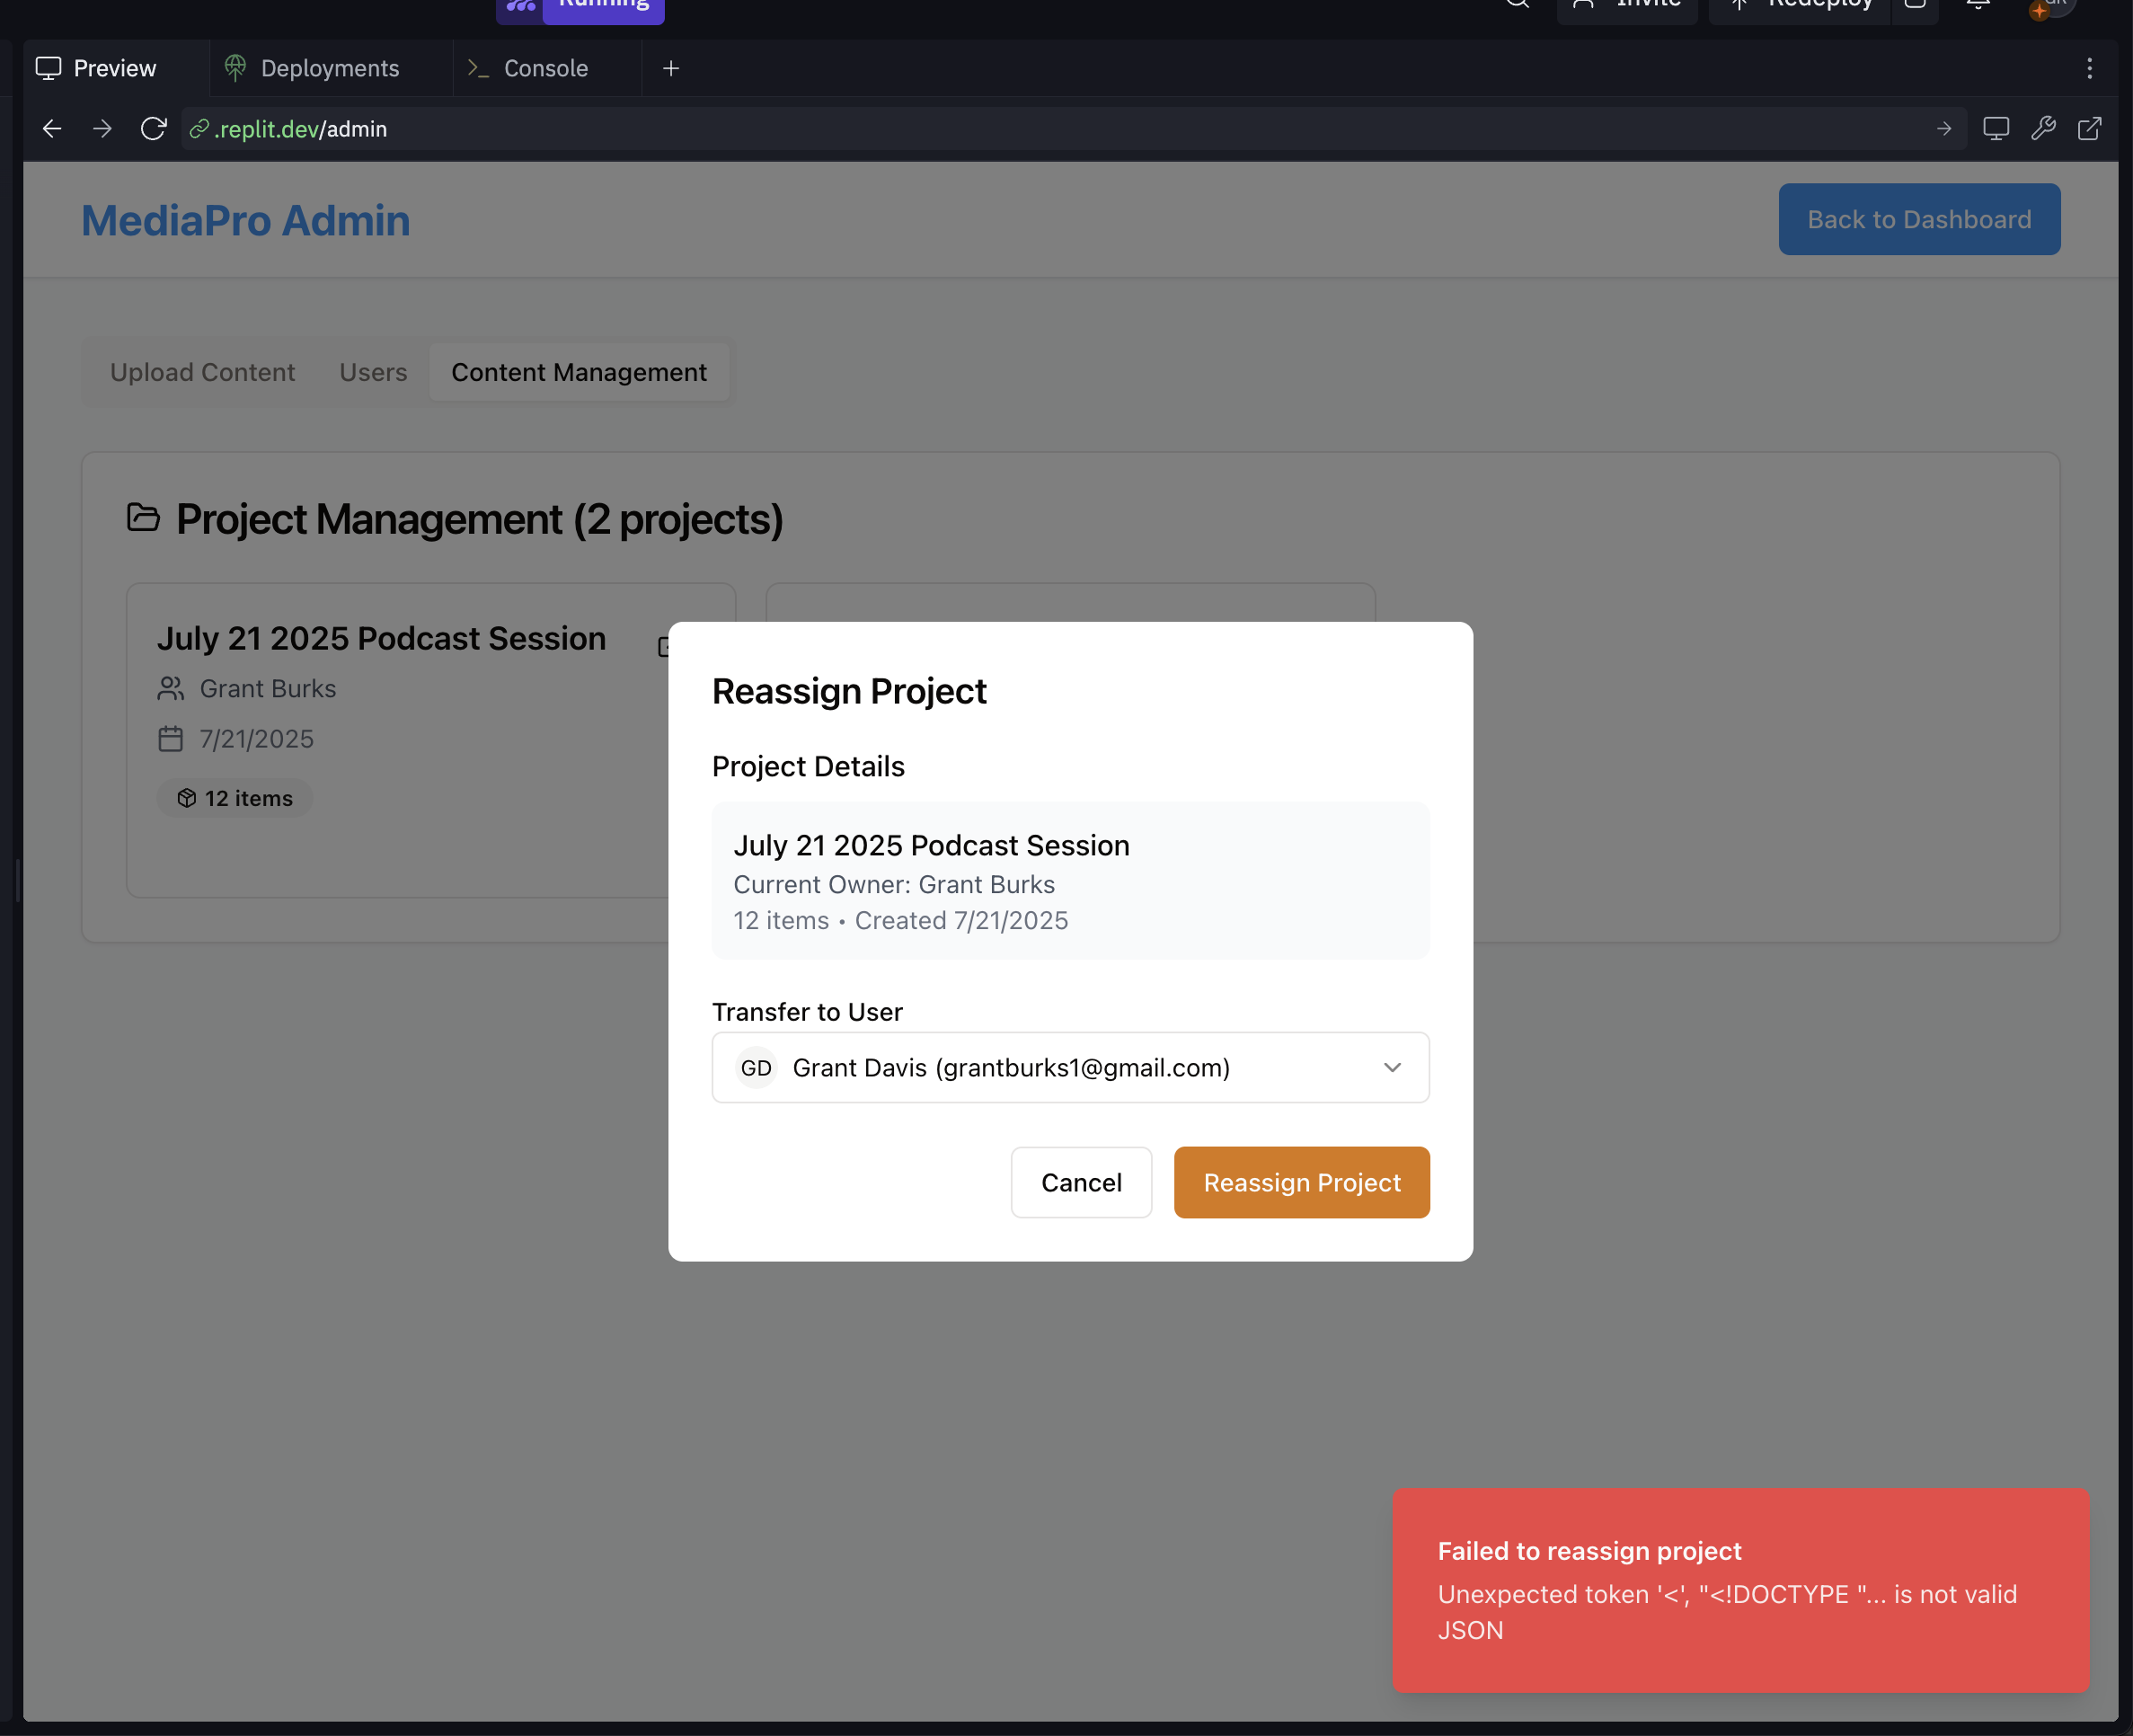 Running
Invite
Redeploy
Preview
Deployments
Console
.replit.dev/admin
MediaPro Admin
Back to Dashboard
Upload Content
Users
Content Management
Project Management (2 projects)
July 21 2025 Podcast Session
Grant Burks
7/21/2025
12 items
Reassign Project
Project Details
July 21 2025 Podcast Session
Current Owner: Grant Burks
12 items • Created 7/21/2025
Transfer to User
GD
Grant Davis (grantburks1@gmail.com)
Cancel
Reassign Project
Failed to reassign project
Unexpected token '<', "<!DOCTYPE "... is not valid
JSON